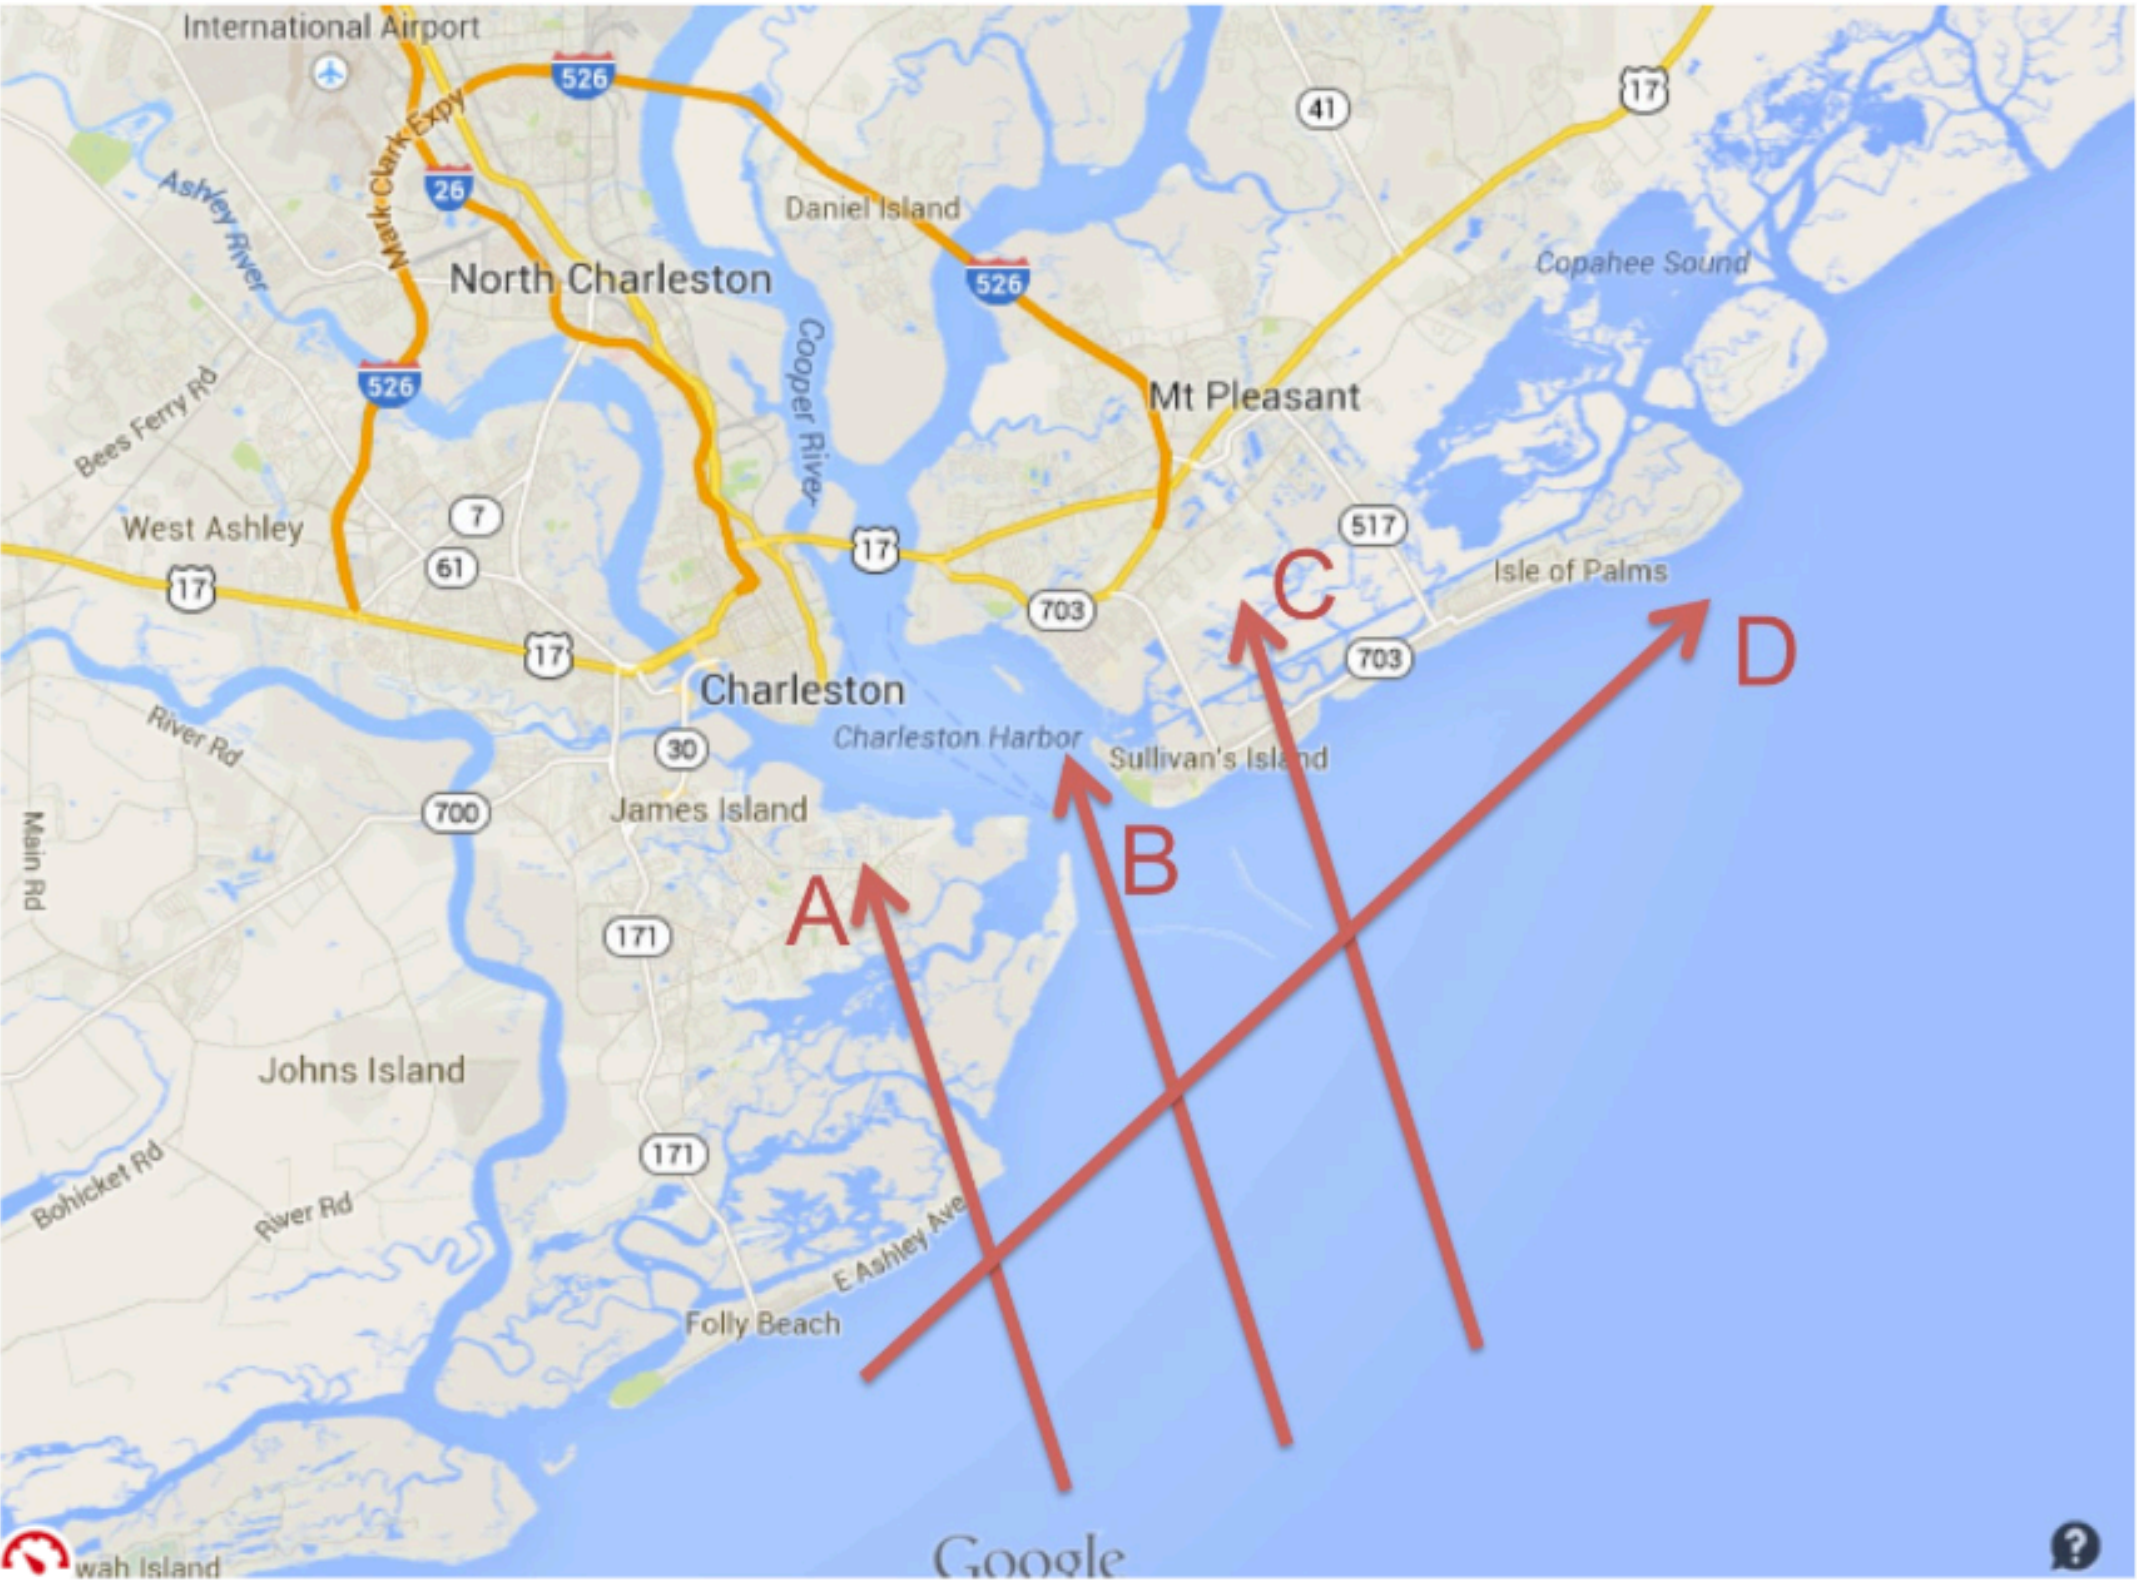 International Airport
526
17
41
Mark Clark Expy
26
Ashley River
Daniel Island
Copahee Sound
North Charleston
526
Cooper River
526
Mt Pleasant
Bees Ferry Rd
7
517
West Ashley
17
61
17
C
Isle of Palms
703
17
703
D
Charleston
River Rd
30
Charleston Harbor
Sullivan's Island
700
James Island
Main Rd
B
A
171
Johns Island
171
Bohicket Rd
River Rd
E Ashley Ave
Folly Beach
Google
?
wah Island